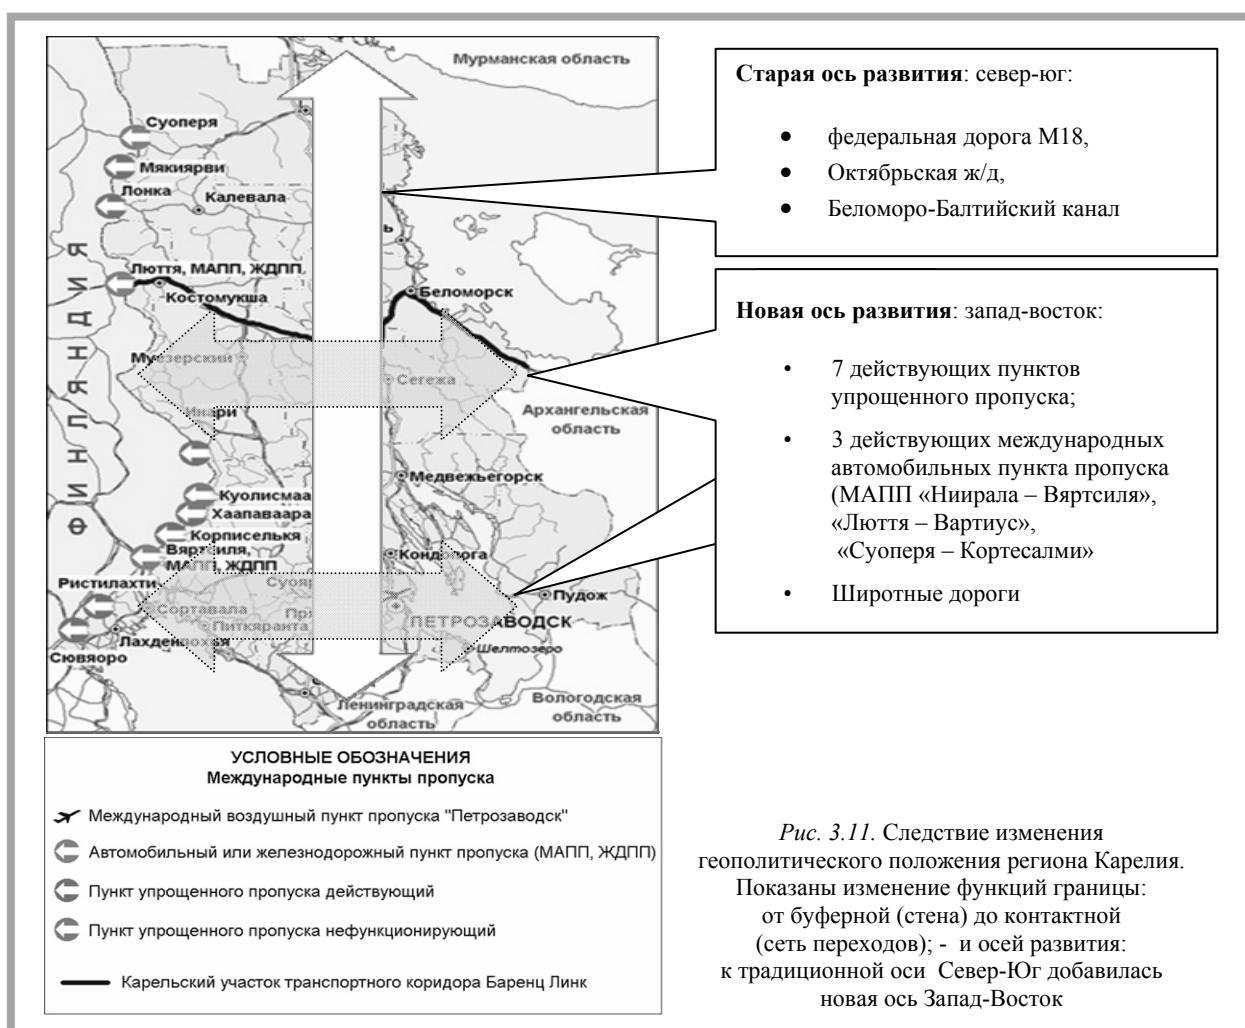 Мурманская область
Суоперя
Мякиярви
Лонка
Калевала
Люття, МАПП, ЖДПП
Костомукша
Беломорск
ФИНЛЯНДИЯ
Муезерский
Сегежа
Инари
Архангельская
область
Медвежьегорск
Куолисмаа
Хаапаваара
Корписелькя
Вяртсиля,
МАПП, ЖДПП
Кондопога
Ристилахти
Суояр
Сортавала
Пр
Питкяранта
ПЕТРОЗАВОДСК
Пудож
Лахденпохья
Шелтозеро
Сювяоро
Ленинградская
область
Вологодская
область
Старая ось развития: север-юг:
• федеральная дорога М18,
• Октябрьская ж/д,
• Беломоро-Балтийский канал
Новая ось развития: запад-восток:
• 7 действующих пунктов
упрощенного пропуска;
• 3 действующих международных
автомобильных пункта пропуска
(МАПП «Ниирала – Вяртсиля»,
«Люття – Вартиус»,
«Суоперя – Кортесалми»
• Широтные дороги
УСЛОВНЫЕ ОБОЗНАЧЕНИЯ
Международные пункты пропуска
Международный воздушный пункт пропуска "Петрозаводск"
Автомобильный или железнодорожный пункт пропуска (МАПП, ЖДПП)
Пункт упрощенного пропуска действующий
Пункт упрощенного пропуска нефункционирующий
Карельский участок транспортного коридора Баренц Линк
Рис. 3.11. Следствие изменения
геополитического положения региона Карелия.
Показаны изменение функций границы:
от буферной (стена) до контактной
(сеть переходов); - и осей развития:
к традиционной оси Север-Юг добавилась
новая ось Запад-Восток